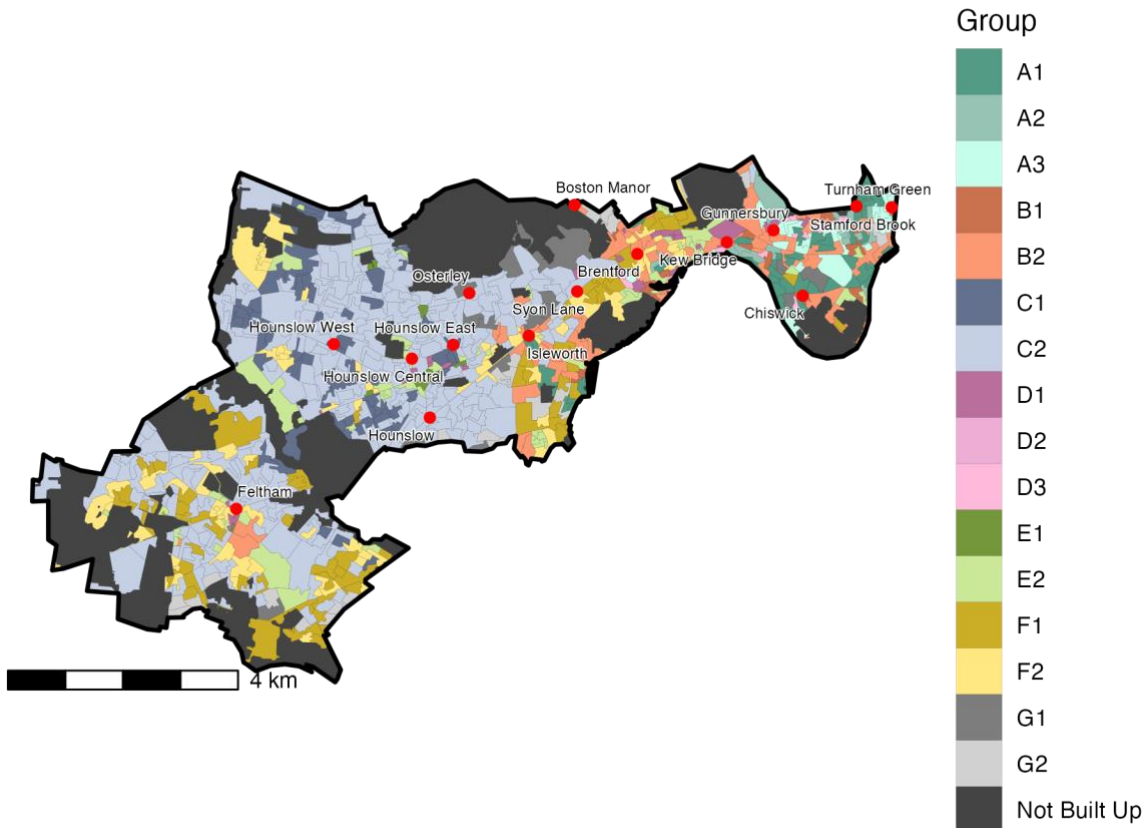 Group
A1
A2
A3
B1
B2
C1
C2
D1
D2
D3
E1
E2
F1
F2
G1
G2
Not Built Up
Boston Manor
Turnham Green
Gunnersbury
Stamford Brook
Kew Bridge
Brentford
Osterley
Chiswick
Syon Lane
Hounslow West
Hounslow East
Isleworth
Hounslow Central
Hounslow
Feltham
4 km